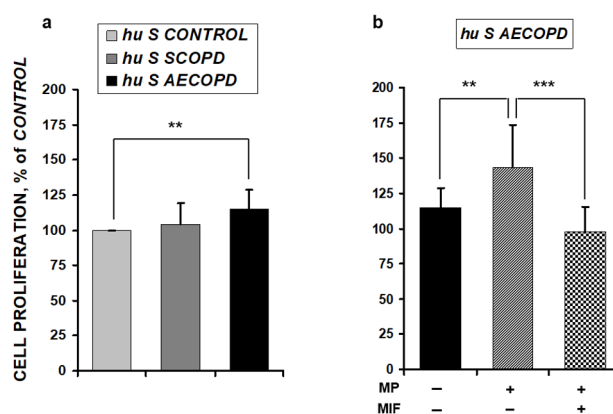 a
hu S CONTROL
hu S SCOPD
hu S AECOPD
CELL PROLIFERATION, % of CONTROL
200
175
150
125
100
75
50
25
0
**
b
hu S AECOPD
200
175
150
125
100
75
50
25
0
** ***
MP – + +
MIF – – +